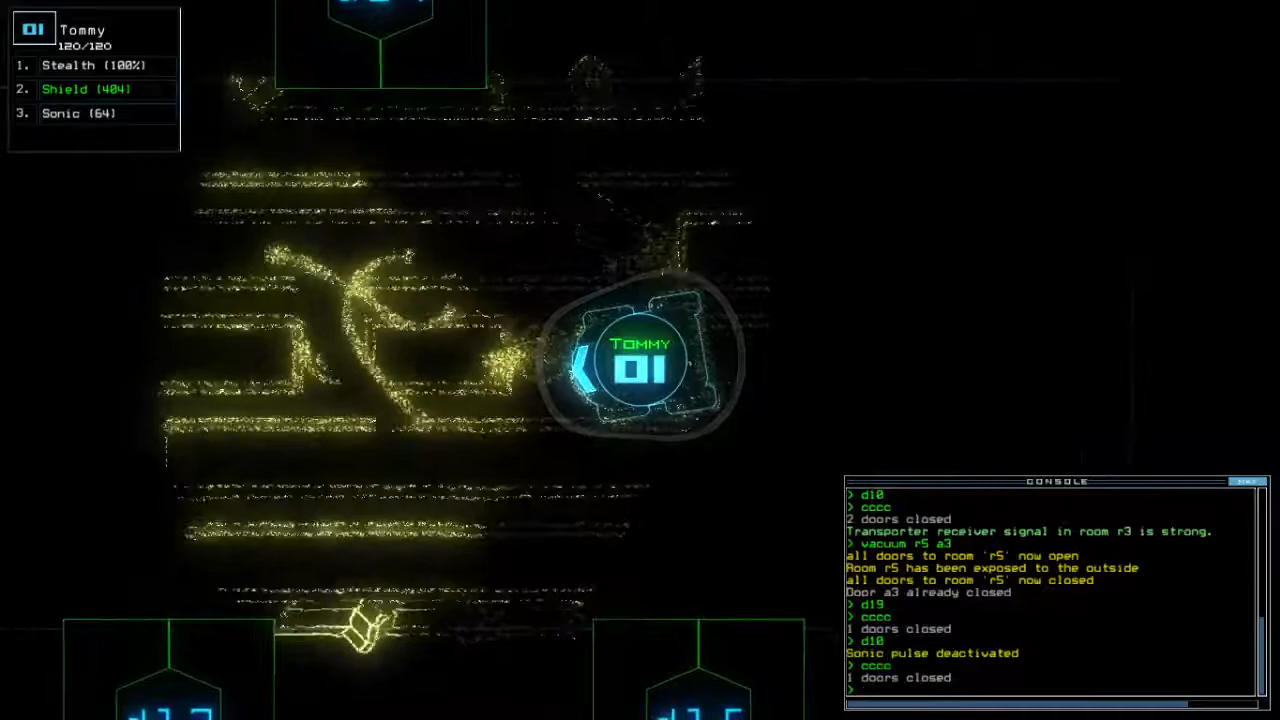 01 Tommy
120/120
1. Stealth (100%)
2. Shield (404)
3. Sonic (64)
TOMMY
01
CONSOLE
> d10
> cccc
2 doors closed
Transporter receiver signal in room r3 is strong.
> vacuum r5 a3
all doors to room 'r5' now open
Room r5 has been exposed to the outside
all doors to room 'r5' now closed
Door a3 already closed
> d19
> cccc
1 doors closed
> d10
Sonic pulse deactivated
> cccc
1 doors closed
>